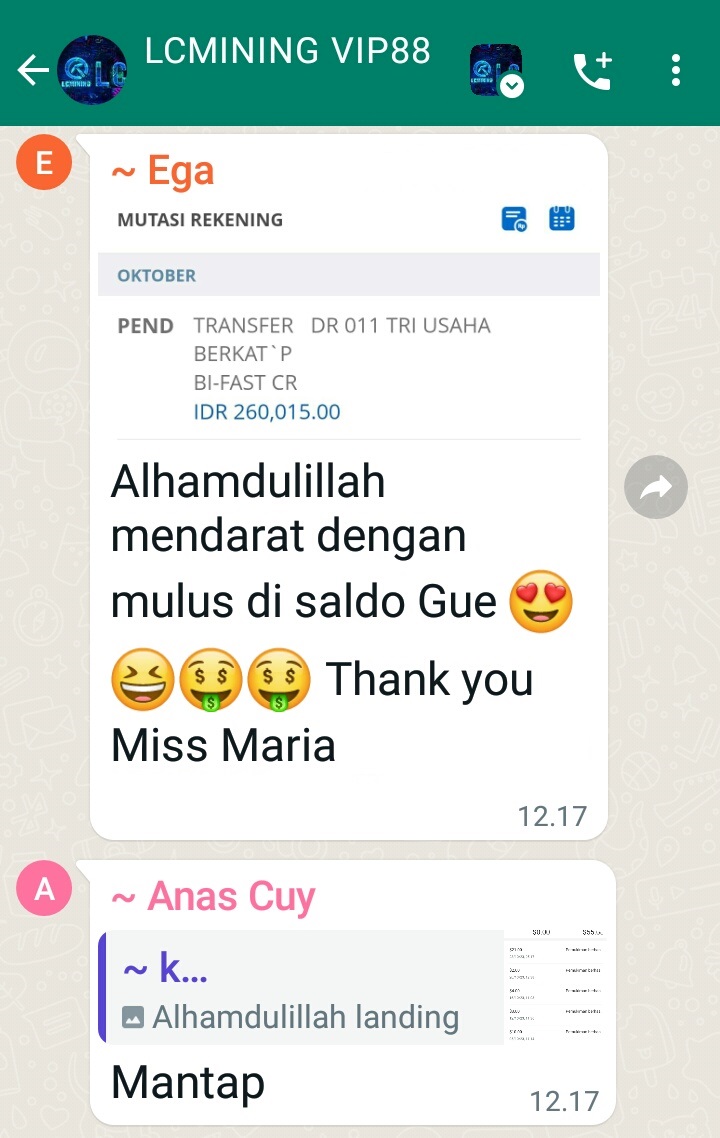 LCMINING VIP88
E
~ Ega
MUTASI REKENING
OKTOBER
PEND TRANSFER DR 011 TRI USAHA
BERKAT`P
BI-FAST CR
IDR 260,015.00
Alhamdulillah
mendarat dengan
mulus di saldo Gue 😍
😆🤑🤑 Thank you
Miss Maria
12.17
A
~ Anas Cuy
~ k...
Alhamdulillah landing
$0.00
Mantap
12.17